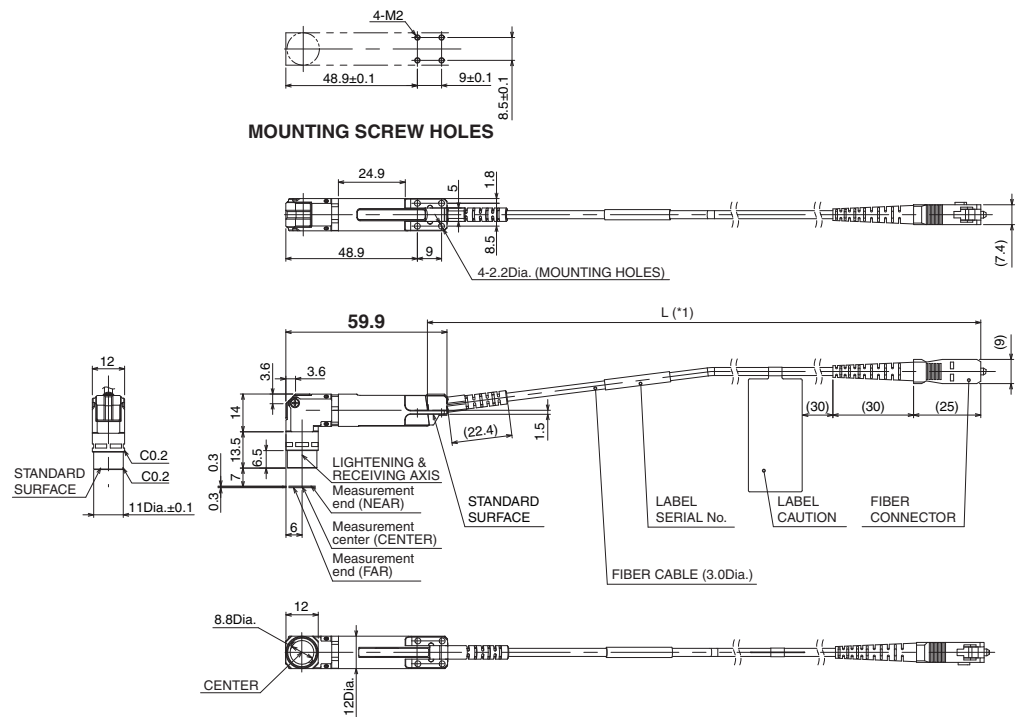 4-M2
48.9±0.1
9±0.1
8.5±0.1
MOUNTING SCREW HOLES
24.9
5
1.8
48.9
9
8.5
4-2.2Dia. (MOUNTING HOLES)
(7.4)
L (*1)
59.9
12
3.6
3.6
14
13.5
6.5
0.3
7
0.3
C0.2
C0.2
STANDARD
SURFACE
11Dia.±0.1
6
LIGHTENING &
RECEIVING AXIS
Measurement
end (NEAR)
Measurement
center (CENTER)
Measurement
end (FAR)
(22.4)
1.5
STANDARD
SURFACE
LABEL
SERIAL No.
FIBER CABLE (3.0Dia.)
LABEL
CAUTION
FIBER
CONNECTOR
(30)
(30)
(25)
(9)
12
8.8Dia.
CENTER
12Dia.